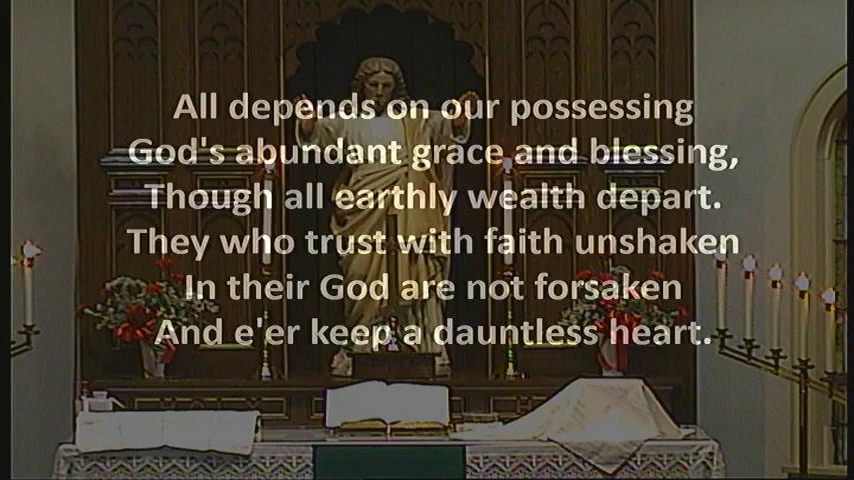 All depends on our possessing
God's abundant grace and blessing,
Though all earthly wealth depart.
They who trust with faith unshaken
In their God are not forsaken
And e'er keep a dauntless heart.
HOLY